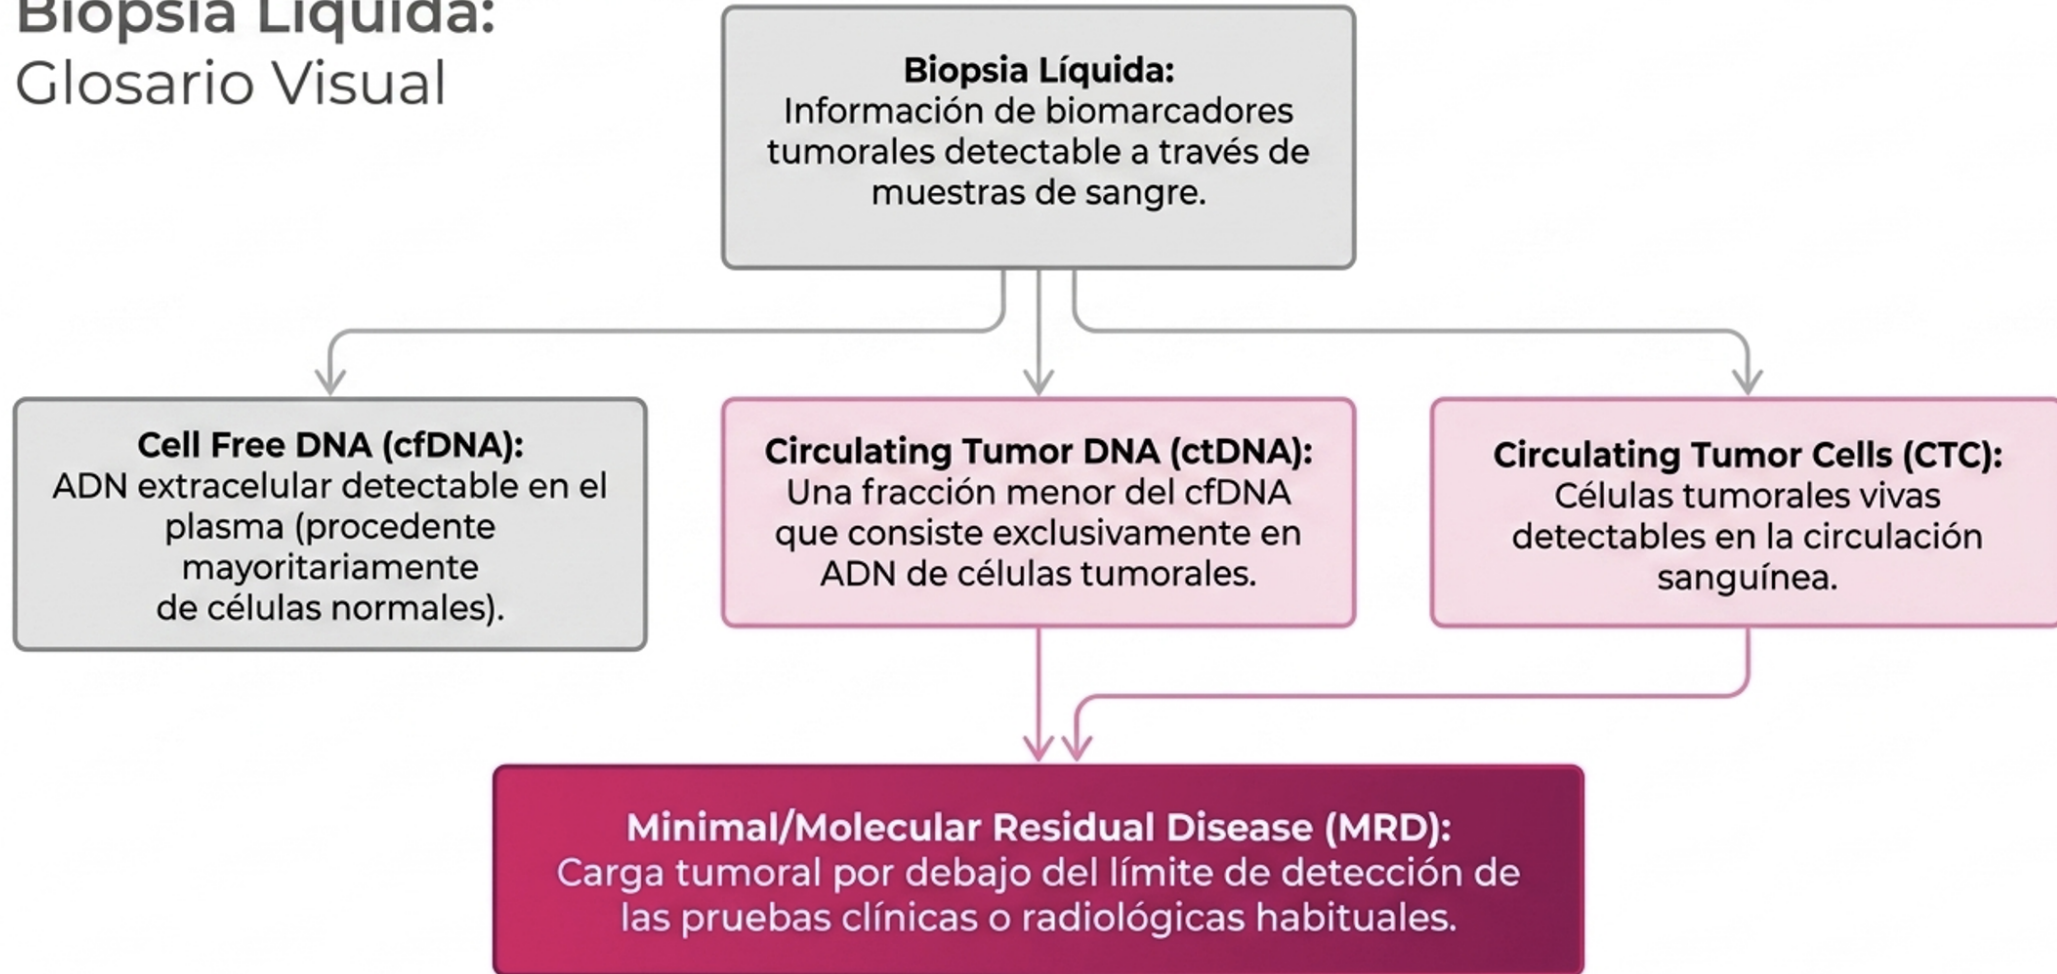 Biopsia Líquida:
Glosario Visual
Biopsia Líquida:
Información de biomarcadores
tumorales detectable a través de
muestras de sangre.
Cell Free DNA (cfDNA):
ADN extracelular detectable en el
plasma (procedente
mayoritariamente
de células normales).
Circulating Tumor DNA (ctDNA):
Una fracción menor del cfDNA
que consiste exclusivamente en
ADN de células tumorales.
Circulating Tumor Cells (CTC):
Células tumorales vivas
detectables en la circulación
sanguínea.
Minimal/Molecular Residual Disease (MRD):
Carga tumoral por debajo del límite de detección de
las pruebas clínicas o radiológicas habituales.